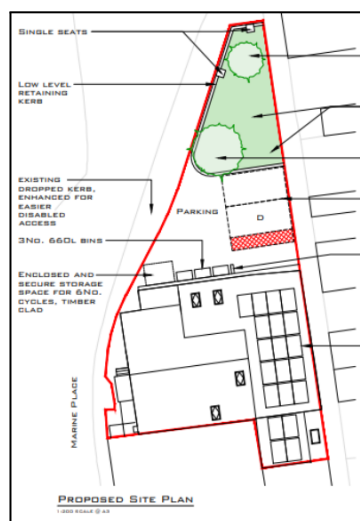 SINGLE SEATS
LOW LEVEL
RETAINING
KERB
EXISTING
DROPPED KERB,
ENHANCED FOR
EASIER
DISABLED
ACCESS
PARKING
D
3NO. 660L BINS
ENCLOSED AND
SECURE STORAGE
SPACE FOR 6NO.
CYCLES, TIMBER
CLAD
MARINE PLACE
PROPOSED SITE PLAN
1:200 SCALE @ A3